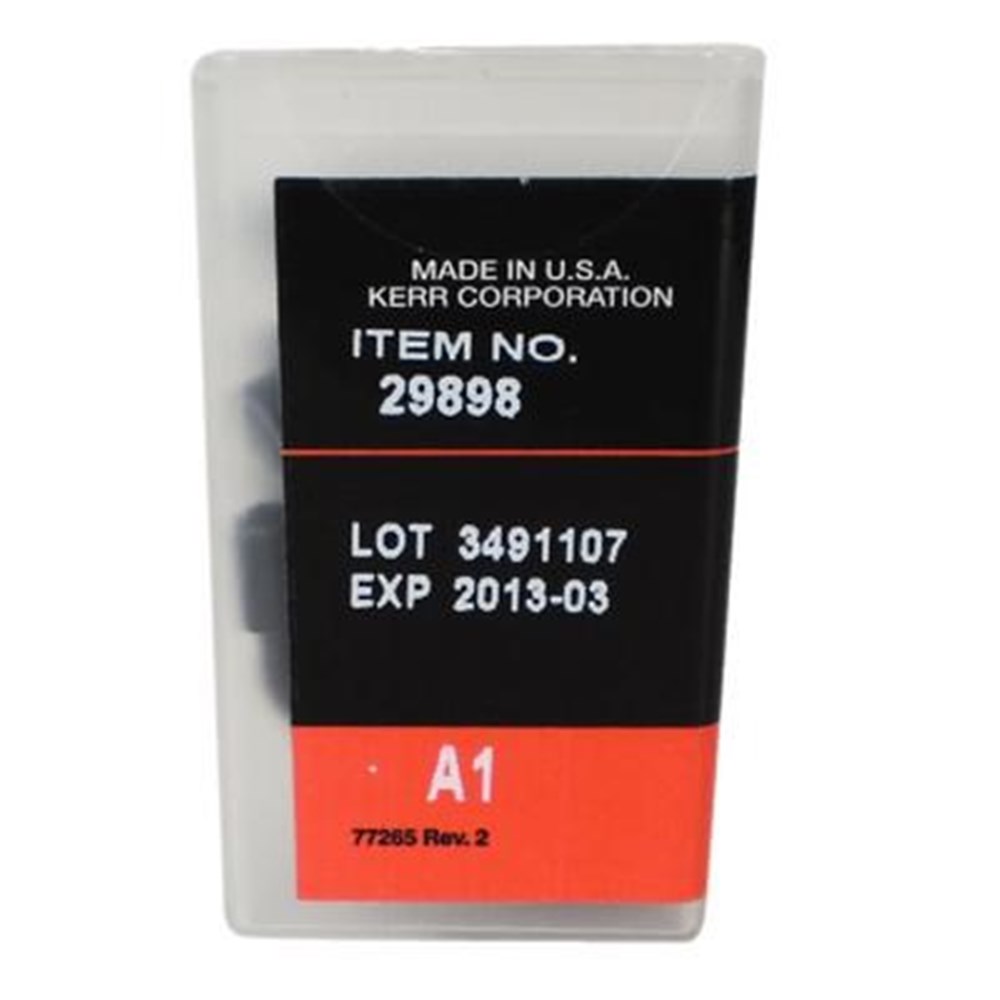 MADE IN U.S.A.
KERR CORPORATION
ITEM NO.
29898
LOT 3491107
EXP 2013-03
A1
77265 Rev. 2